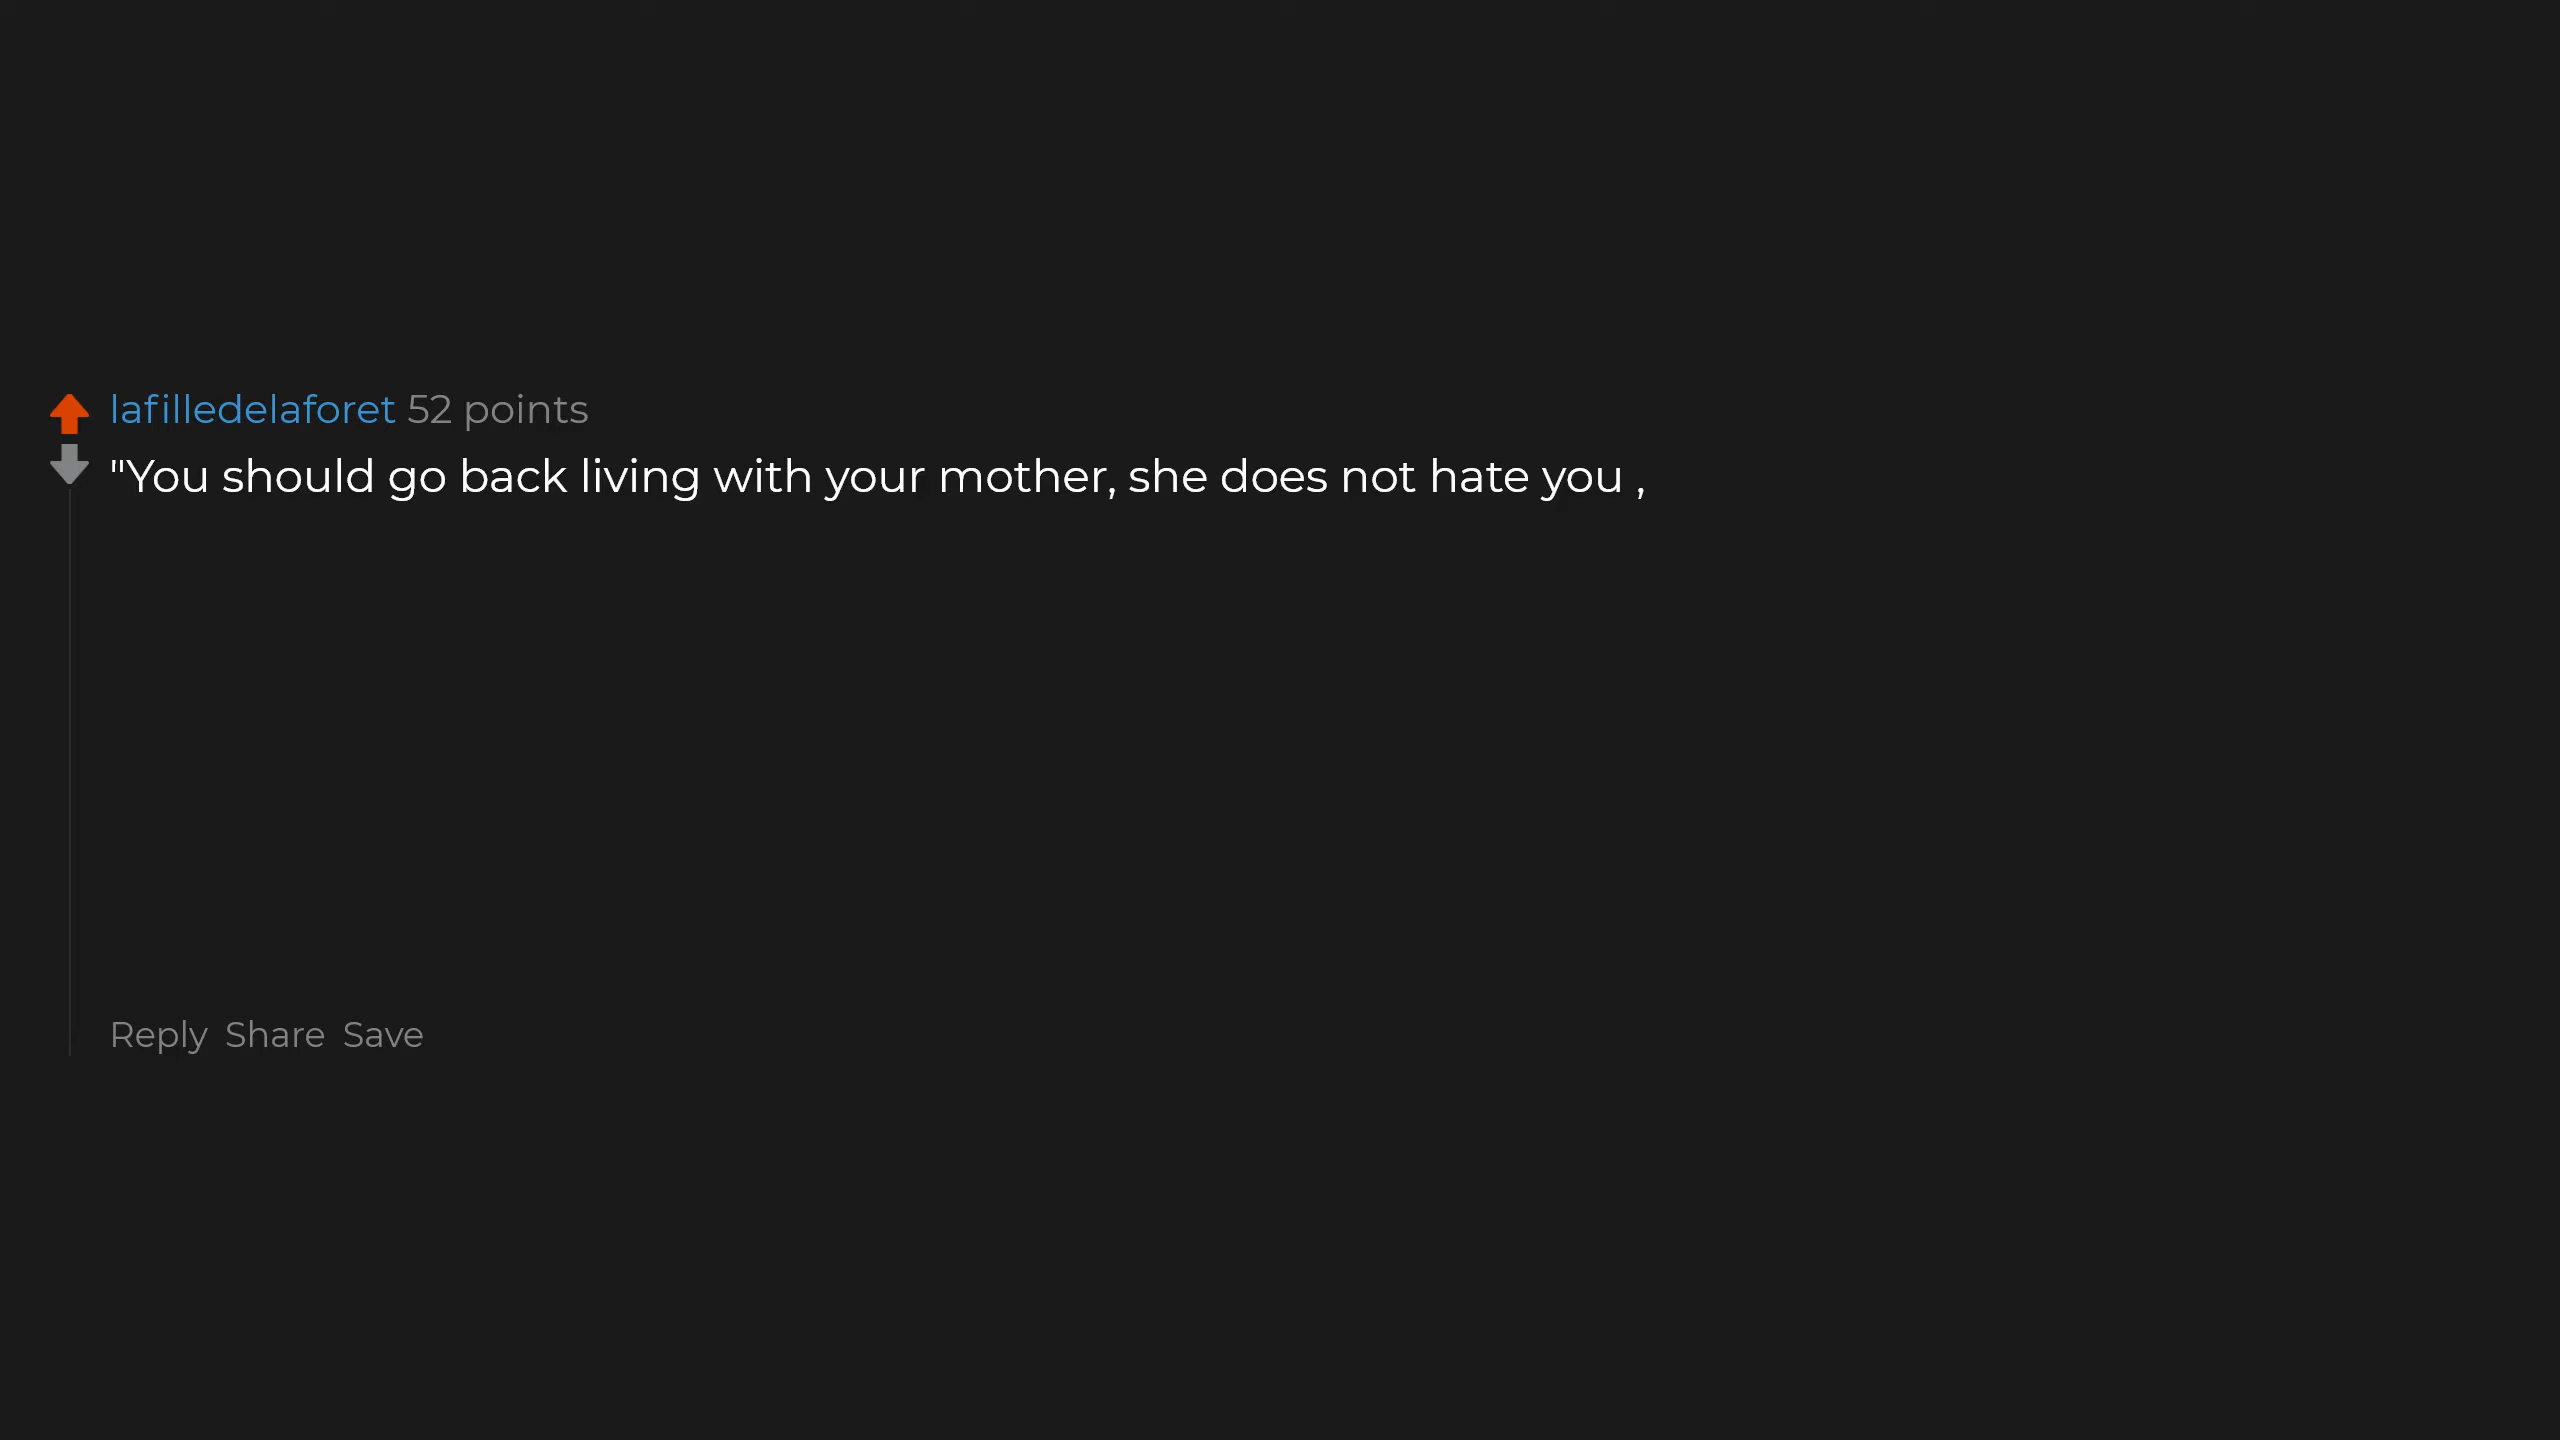 lafilledelaforet 52 points
"You should go back living with your mother, she does not hate you ,
Reply Share Save